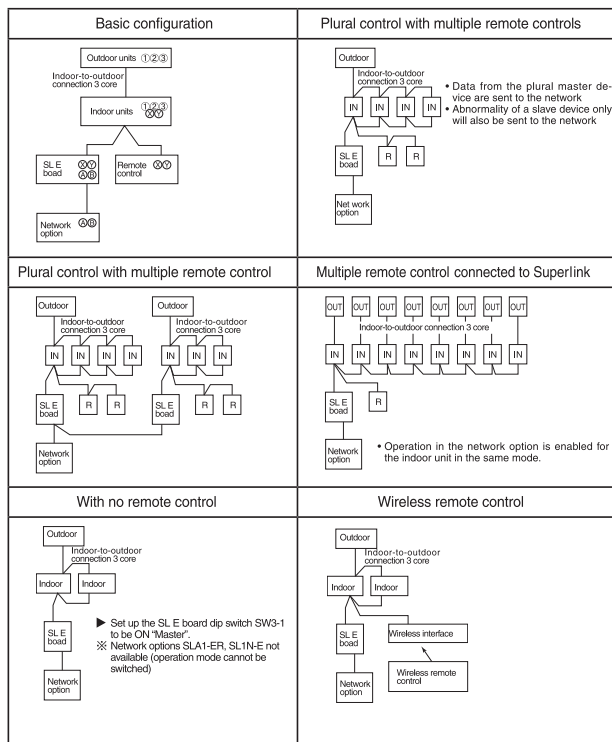 Basic configuration
Outdoor units ①②③
Indoor-to-outdoor
connection 3 core
Indoor units ①②③
ⓍⓎ
SL E
boad
ⓍⓎ
ⒶⒷ
Remote
control
ⓍⓎ
Network
option
ⒶⒷ
Plural control with multiple remote controls
Outdoor
Indoor-to-outdoor
connection 3 core
IN IN IN IN
SL E
boad
R R
Net work
option
• Data from the plural master de-
vice are sent to the network
• Abnormality of a slave device only
will also be sent to the network
Plural control with multiple remote control
Outdoor
Indoor-to-outdoor
connection 3 core
IN IN IN IN
SL E
boad
R R
Network
option
Outdoor
Indoor-to-outdoor
connection 3 core
IN IN IN IN
SL E
boad
R R
Multiple remote control connected to Superlink
OUT OUT OUT OUT OUT OUT OUT OUT
Indoor-to-outdoor connection 3 core
IN IN IN IN IN IN IN IN
SL E
boad
R
Network
option
• Operation in the network option is enabled for
the indoor unit in the same mode.
With no remote control
Outdoor
Indoor-to-outdoor
connection 3 core
Indoor Indoor
SL E
boad
Network
option
▶ Set up the SL E board dip switch SW3-1
to be ON “Master”.
※ Network options SLA1-ER, SL1N-E not
available (operation mode cannot be
switched)
Wireless remote control
Outdoor
Indoor-to-outdoor
connection 3 core
Indoor Indoor
SL E
boad
Wireless interface
Network
option
Wireless remote
control